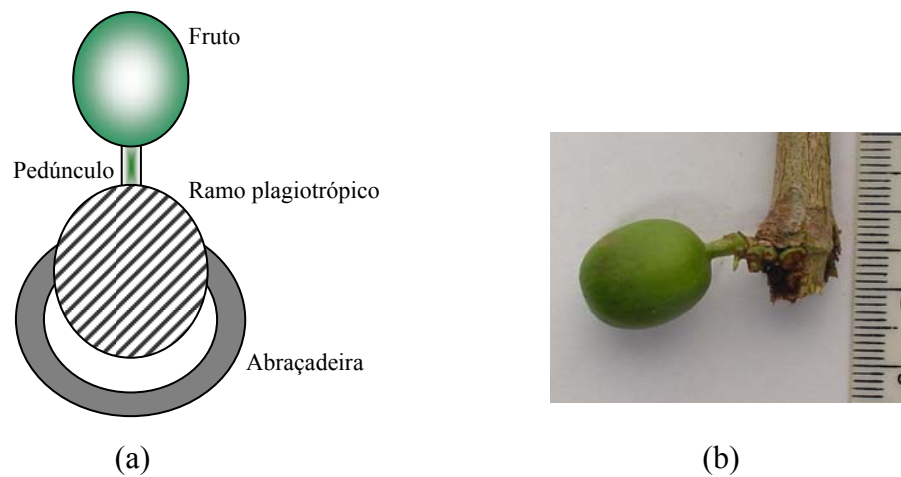 Fruto
Pedúnculo
Ramo plagiotrópico
Abraçadeira
(a)
(b)